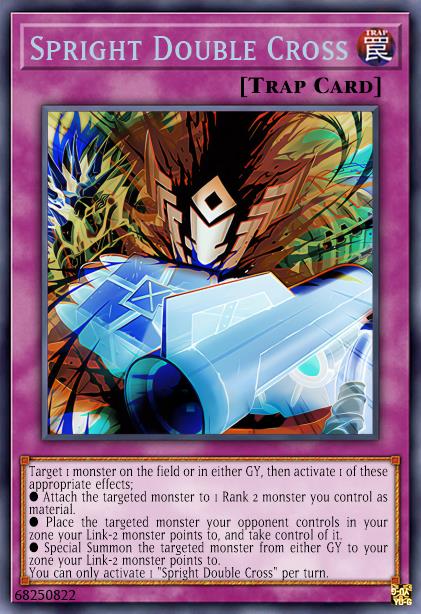 SPRIGHT DOUBLE CROSS
TRAP
罠
[TRAP CARD]
Target 1 monster on the field or in either GY, then activate 1 of these
appropriate effects;
● Attach the targeted monster to 1 Rank 2 monster you control as
material.
● Place the targeted monster your opponent controls in your
zone your Link-2 monster points to, and take control of it.
● Special Summon the targeted monster from either GY to your
zone your Link-2 monster points to.
You can only activate 1 "Spright Double Cross" per turn.
68250822